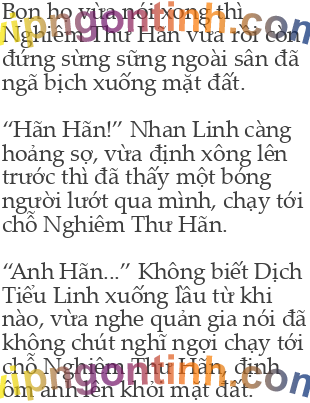 Bọn họ vừa nói xong thì
Nghiêm Thư Hãn vừa rồi còn
đứng sừng sững ngoài sân đã
ngã bịch xuống mặt đất.
“Hãn Hãn!” Nhan Linh càng
hoảng sợ, vừa định xông lên
trước thì đã thấy một bóng
người lướt qua mình, chạy tới
chỗ Nghiêm Thư Hãn.
“Anh Hãn...” Không biết Dịch
Tiểu Linh xuống lầu từ khi
nào, vừa nghe quản gia nói đã
không chút nghĩ ngợi chạy tới
chỗ Nghiêm Thư Hãn, định
ôm anh lên khỏi mặt đất.